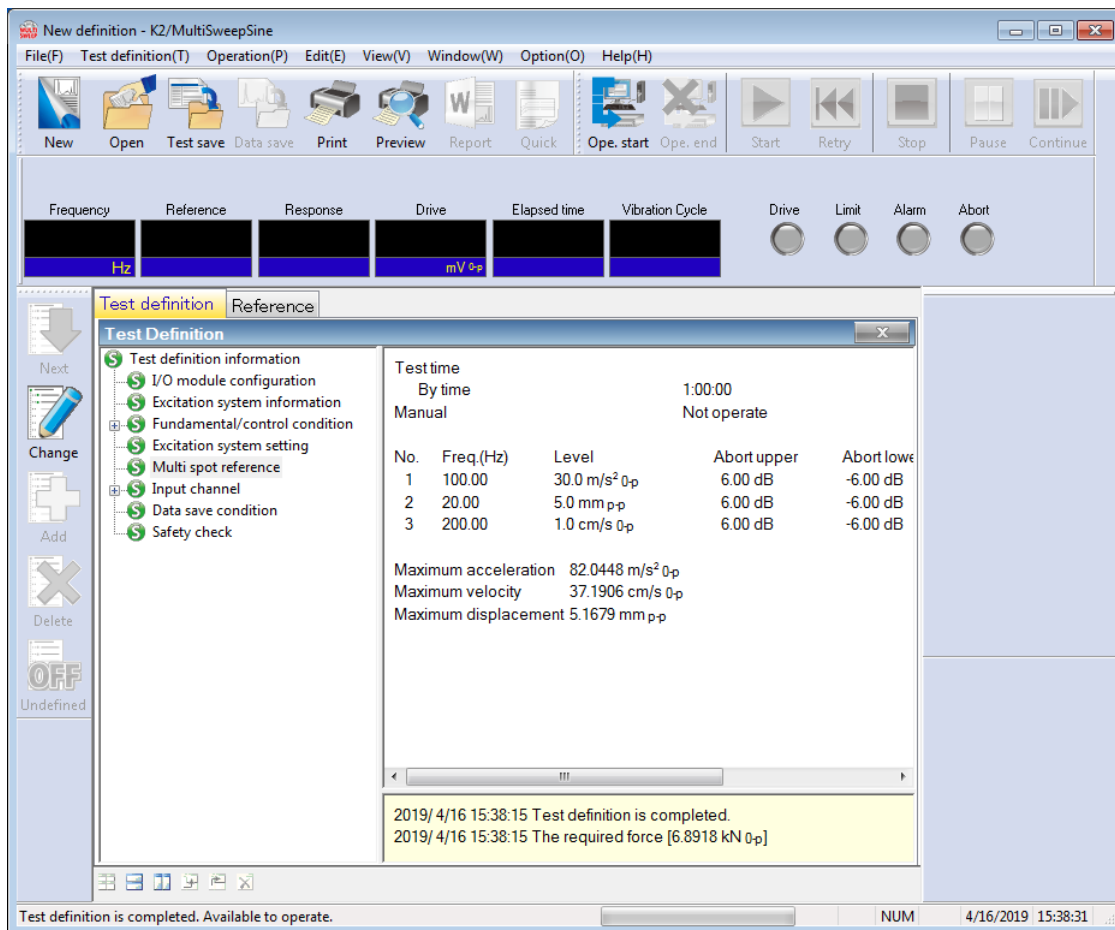 New definition - K2/MultiSweepSine
File(F) Test definition(T) Operation(P) Edit(E) View(V) Window(W) Option(O) Help(H)
New Open Test save Data save Print Preview Report Quick Ope. start Ope. end Start Retry Stop Pause Continue
Frequency Reference Response Drive Elapsed time Vibration Cycle Drive Limit Alarm Abort
Hz mV 0-p
Test definition Reference
Test Definition
Next
Change
Add
Delete
OFF
Undefined
Test definition information
I/O module configuration
Excitation system information
Fundamental/control condition
Excitation system setting
Multi spot reference
Input channel
Data save condition
Safety check
Test time
By time 1:00:00
Manual Not operate
No. Freq.(Hz) Level Abort upper Abort lowe
1 100.00 30.0 m/s² 0-p 6.00 dB -6.00 dB
2 20.00 5.0 mm p-p 6.00 dB -6.00 dB
3 200.00 1.0 cm/s 0-p 6.00 dB -6.00 dB
Maximum acceleration 82.0448 m/s² 0-p
Maximum velocity 37.1906 cm/s 0-p
Maximum displacement 5.1679 mm p-p
2019/ 4/16 15:38:15 Test definition is completed.
2019/ 4/16 15:38:15 The required force [6.8918 kN 0-p]
Test definition is completed. Available to operate. NUM 4/16/2019 15:38:31